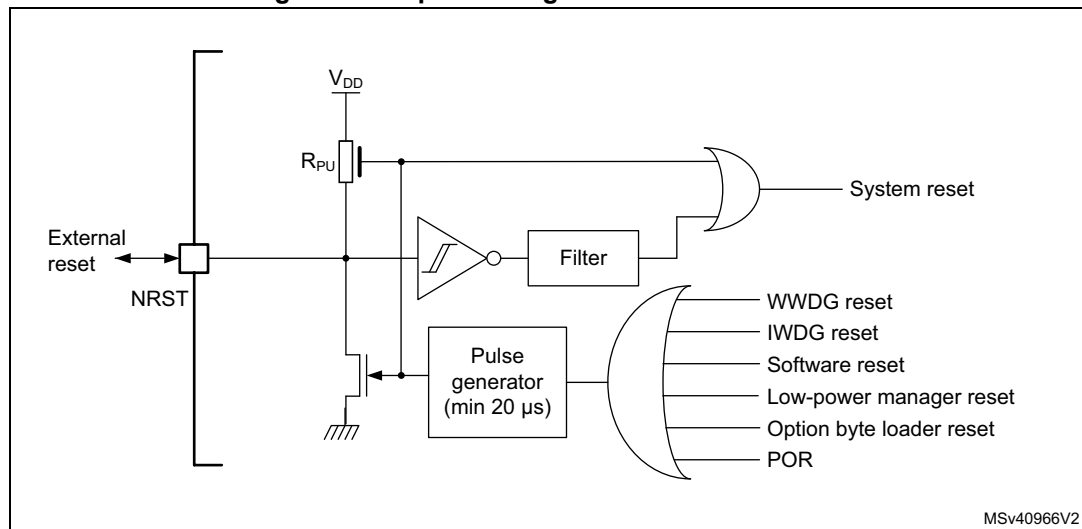 V_DD
R_PU
System reset
External
reset
Filter
NRST
WWDG reset
IWDG reset
Software reset
Low-power manager reset
Option byte loader reset
POR
Pulse
generator
(min 20 µs)
MSv40966V2